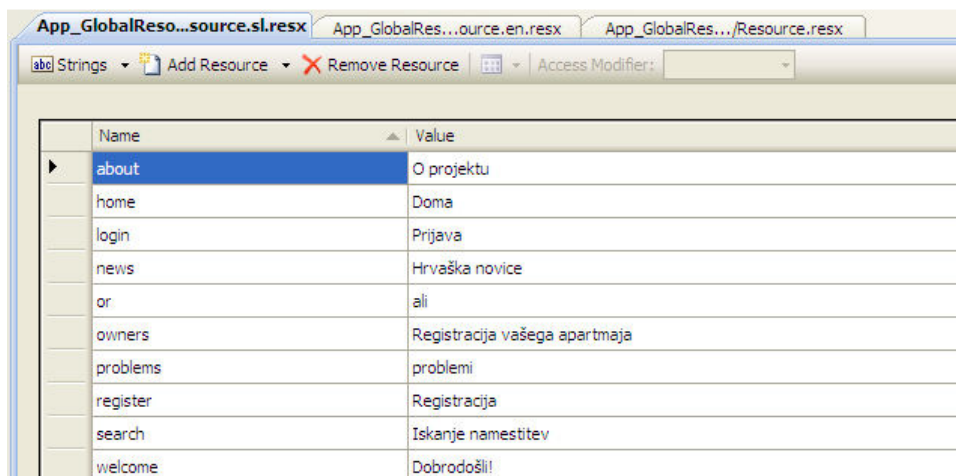 App_GlobalReso...source.sl.resx App_GlobalRes...ource.en.resx App_GlobalRes.../Resource.resx
abc Strings Add Resource Remove Resource Access Modifier:
Name Value
about O projektu
home Doma
login Prijava
news Hrvaška novice
or ali
owners Registracija vašega apartmaja
problems problemi
register Registracija
search Iskanje namestitev
welcome Dobrodošli!